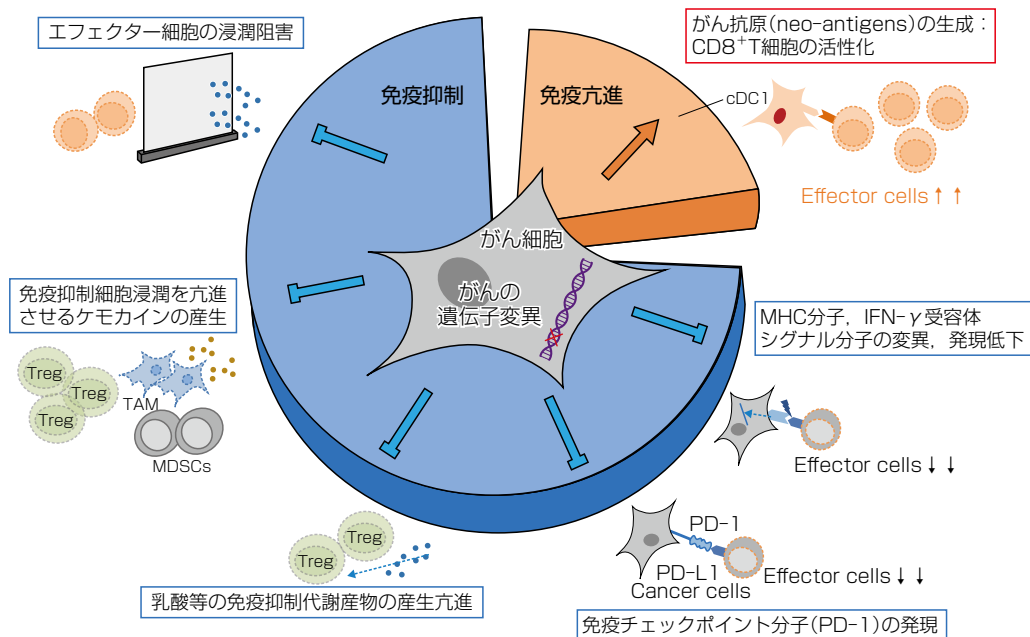 エフェクター細胞の浸潤阻害
がん抗原(neo-antigens)の生成：
CD8+T細胞の活性化
免疫抑制
免疫亢進
cDC1
Effector cells↑↑
がん細胞
がんの
遺伝子変異
免疫抑制細胞浸潤を亢進
させるケモカインの産生
Treg
Treg
Treg
TAM
MDSCs
MHC分子，IFN-γ受容体
シグナル分子の変異，発現低下
Effector cells↓↓
Treg
Treg
乳酸等の免疫抑制代謝産物の産生亢進
PD-1
PD-L1
Cancer cells
Effector cells↓↓
免疫チェックポイント分子(PD-1)の発現